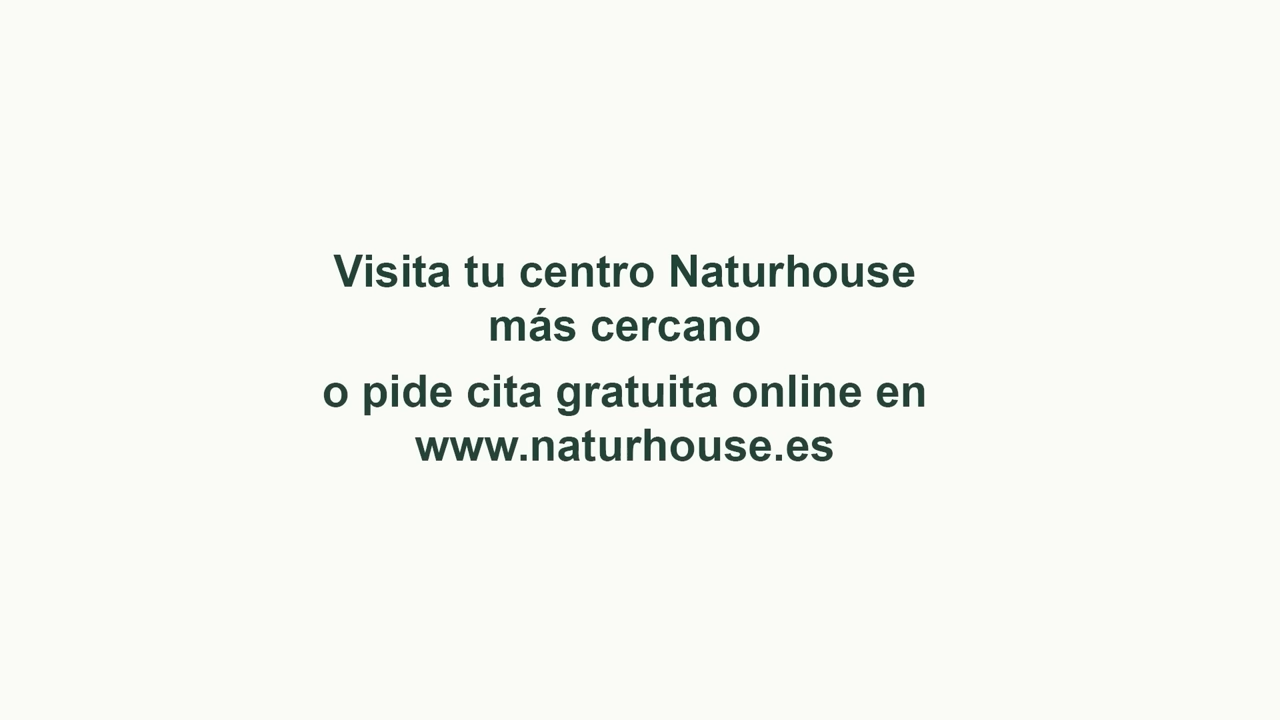 Visita tu centro Naturhouse
más cercano
o pide cita gratuita online en
www.naturhouse.es